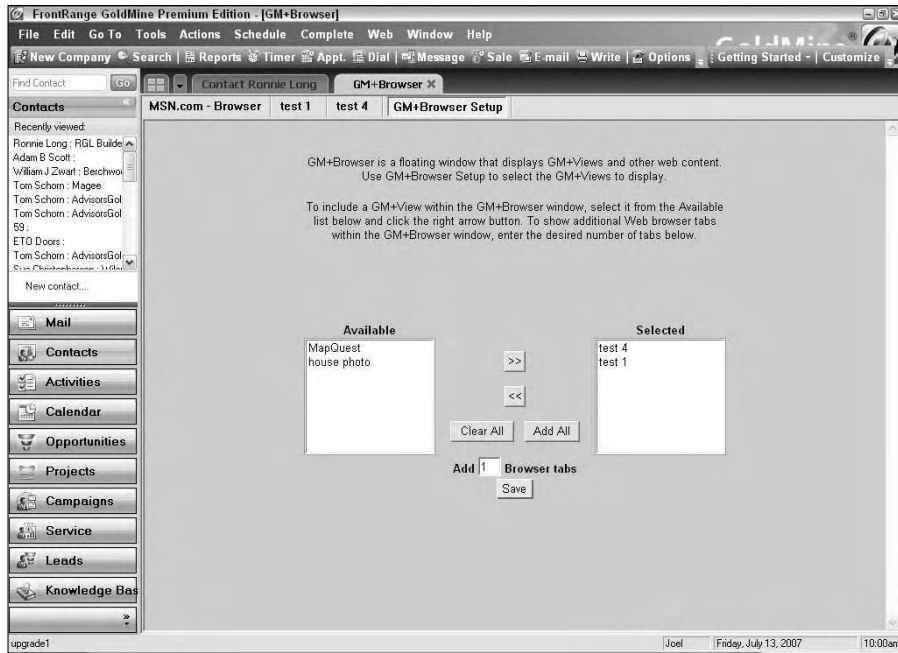 FrontRange GoldMine Premium Edition - [GM+Browser]
File Edit Go To Tools Actions Schedule Complete Web Window Help
New Company Search Reports Timer Appt. Dial Message Sale E-mail Write Options Getting Started Customize
Find Contact Go Contact Ronnie Long GM+Browser
Contacts
MSN.com - Browser test 1 test 4 GM+Browser Setup
Recently viewed:
Ronnie Long : RGL Builde
Adam B Scott :
William J Zwart : Berchwo
Tom Schorn : Magee
Tom Schorn : AdvisorsGol
Tom Schorn : AdvisorsGol
59 :
ETO Doors :
Tom Schorn : AdvisorsGol
New contact...
Mail
Contacts
Activities
Calendar
Opportunities
Projects
Campaigns
Service
Leads
Knowledge Bas
GM+Browser is a floating window that displays GM+Views and other web content.
Use GM+Browser Setup to select the GM+Views to display.
To include a GM+View within the GM+Browser window, select it from the Available
list below and click the right arrow button. To show additional Web browser tabs
within the GM+Browser window, enter the desired number of tabs below.
Available
MapQuest
house photo
>>
<<
Clear All Add All
Selected
test 4
test 1
Add 1 Browser tabs
Save
upgrade1 Joel Friday, July 13, 2007 10:00am